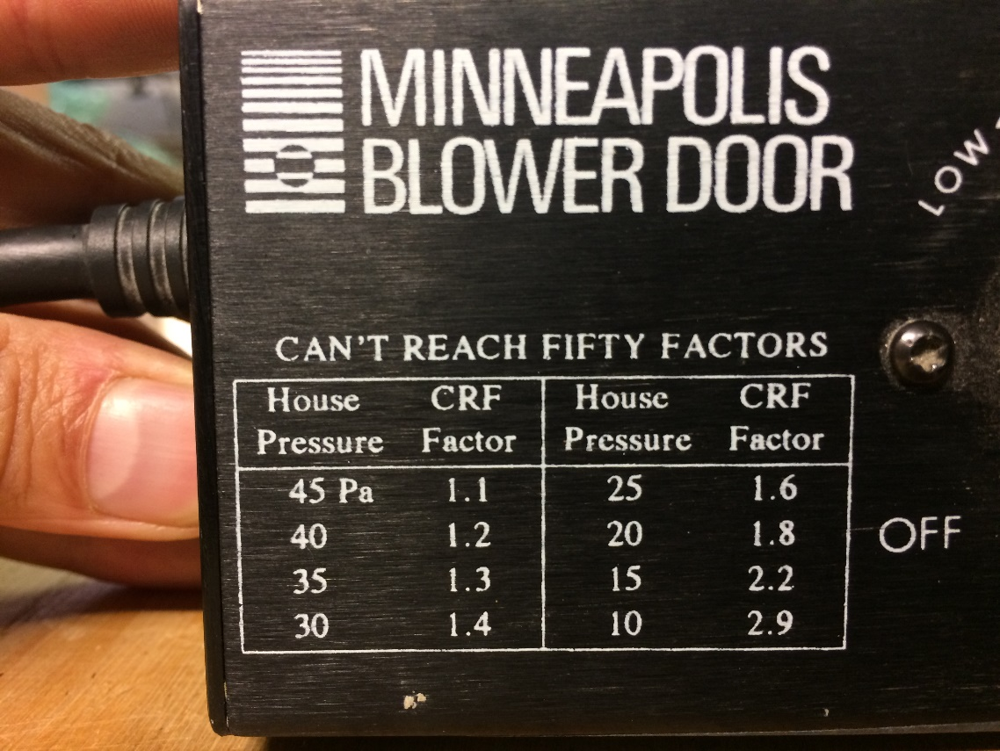 MINNEAPOLIS
BLOWER DOOR
LOW
CAN'T REACH FIFTY FACTORS
House CRF House CRF
Pressure Factor Pressure Factor
45 Pa 1.1 25 1.6
40 1.2 20 1.8
35 1.3 15 2.2
30 1.4 10 2.9
OFF